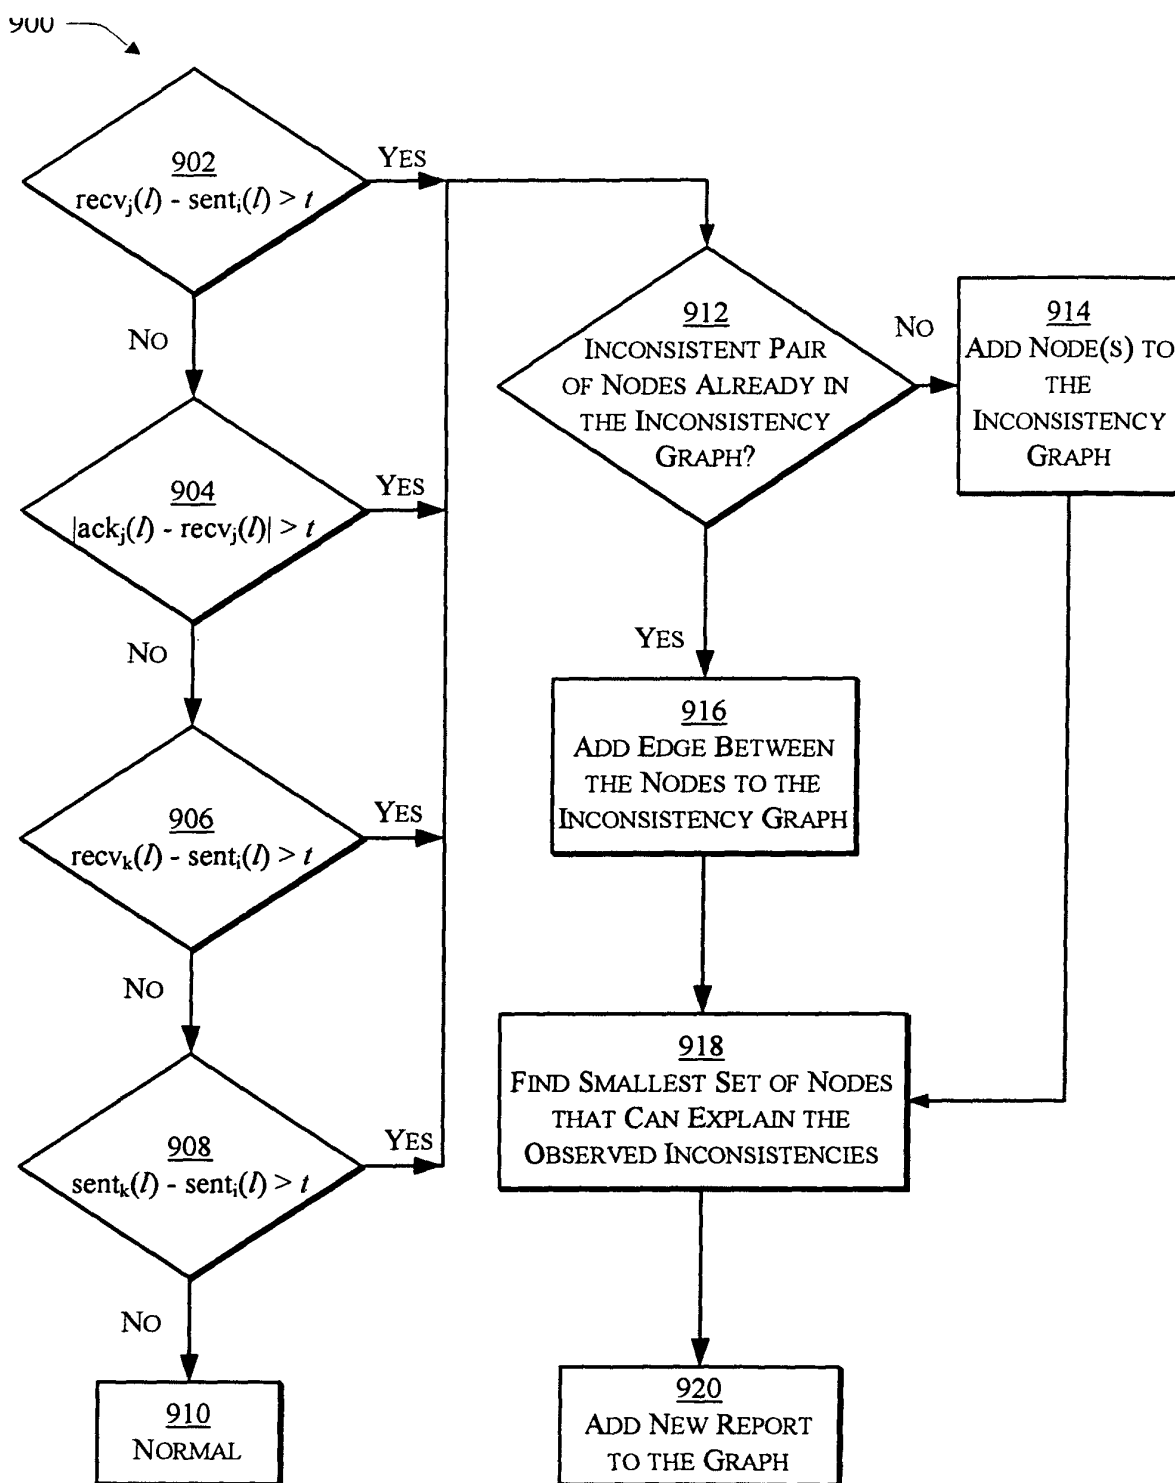 900
902
YES
recvj(l) - senti(l) > t
NO
904
YES
|ackj(l) - recvj(l)| > t
NO
906
YES
recvk(l) - senti(l) > t
NO
908
YES
sentk(l) - senti(l) > t
NO
910
NORMAL
912
INCONSISTENT PAIR
OF NODES ALREADY IN
THE INCONSISTENCY
GRAPH?
NO
914
ADD NODE(S) TO
THE
INCONSISTENCY
GRAPH
YES
916
ADD EDGE BETWEEN
THE NODES TO THE
INCONSISTENCY GRAPH
918
FIND SMALLEST SET OF NODES
THAT CAN EXPLAIN THE
OBSERVED INCONSISTENCIES
920
ADD NEW REPORT
TO THE GRAPH